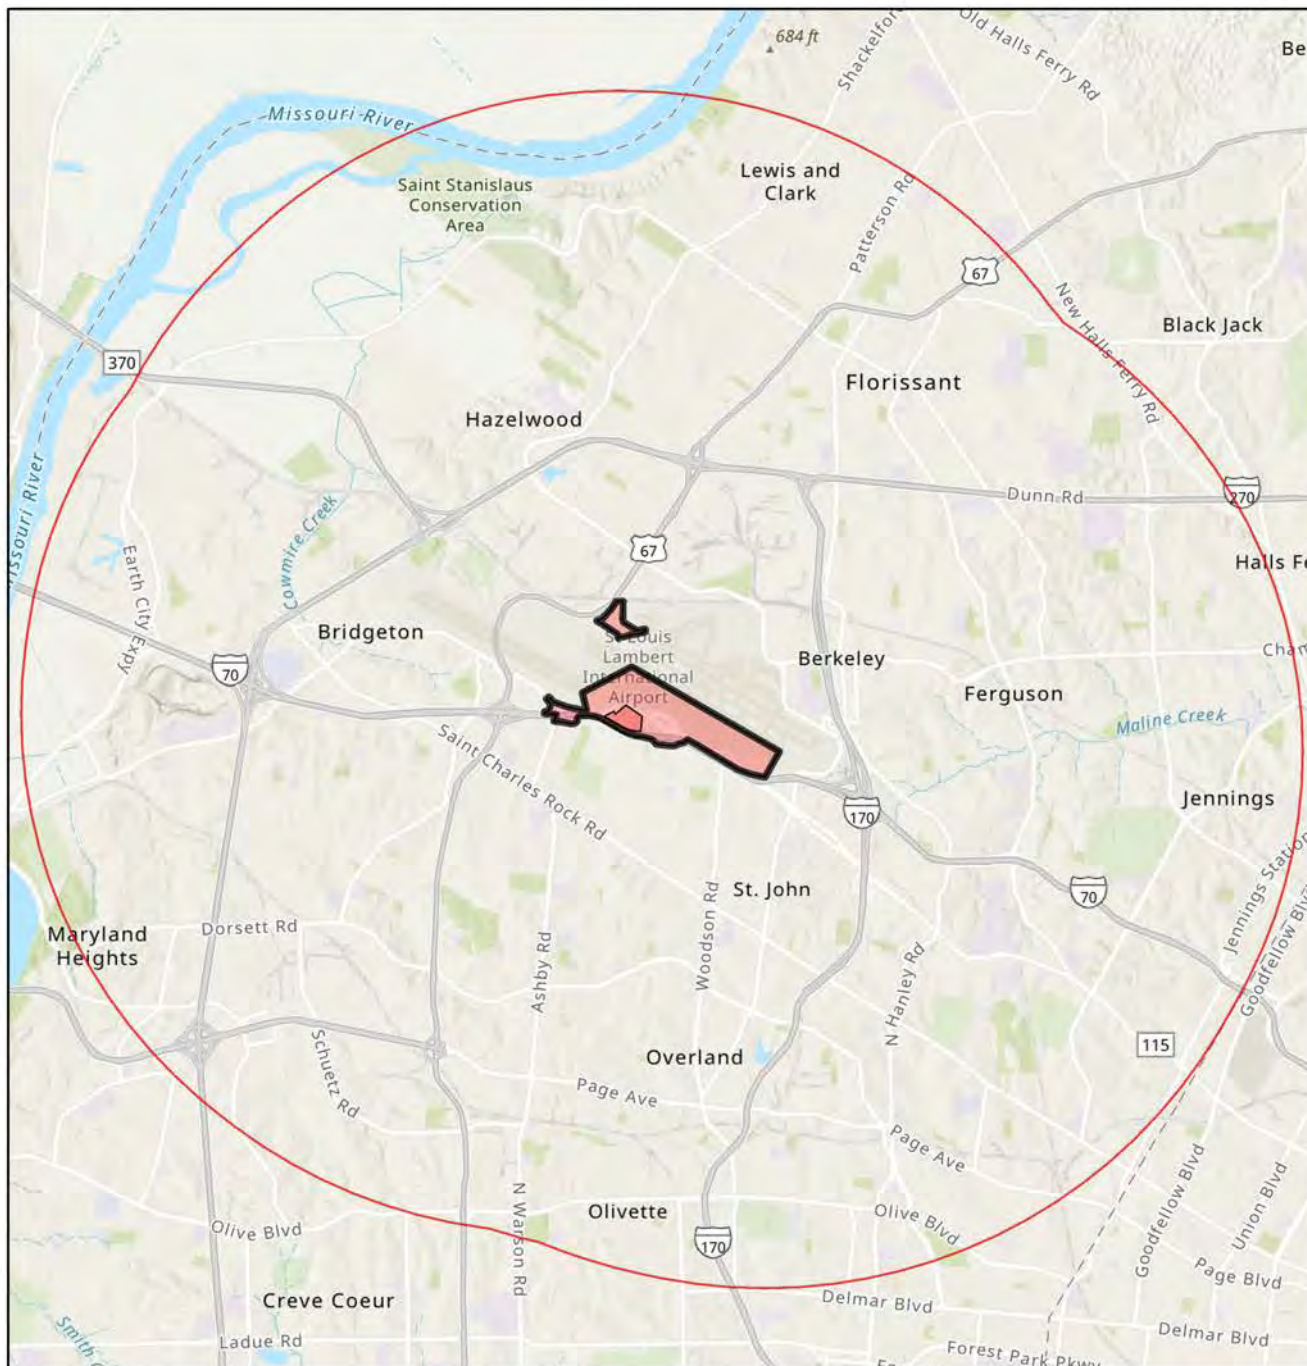 684 ft
Shackelfor
Old Halls Ferry Rd
Be
Missouri River
Lewis and
Clark
Saint Stanislaus
Conservation
Area
Patterson Rd
67
New Halls Ferry Rd
Black Jack
370
Florissant
Hazelwood
Missouri River
270
Dunn Rd
Cowmire Creek
67
Earth City Expy
Halls Fe
Bridgeton
St Louis
Lambert
International
Airport
Berkeley
Cham
70
Ferguson
Maline Creek
Saint Charles Rock Rd
170
Jennings
Jennings Station
St. John
70
Woodson Rd
Goodfellow Blvd
Dorsett Rd
Maryland
Heights
Ashby Rd
N Hanley Rd
Schuetz Rd
Overland
115
Page Ave
Page Ave
N Warson Rd
Olivette
Olive Blvd
Olive Blvd
Goodfellow Blvd
Union Blvd
170
Page Blvd
Creve Coeur
Delmar Blvd
Delmar Blvd
Smith
Ladue Rd
Forest Park Pkwy